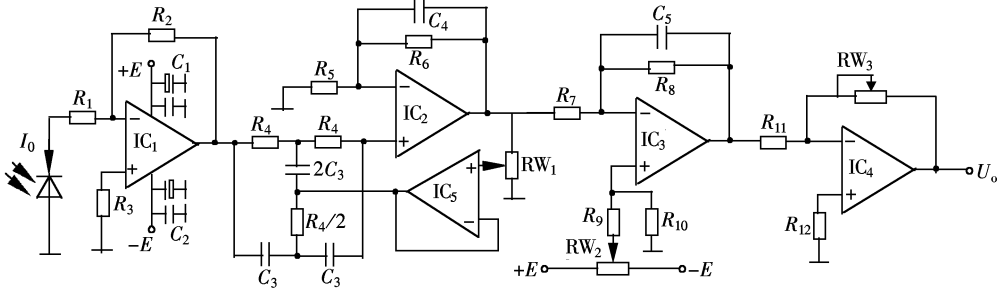 R₂
+E
C₁
R₁
I₀
IC₁
R₃
−E
C₂
R₄
R₄
2C₃
R₄/2
C₃
C₃
C₄
R₆
R₅
IC₂
IC₅
RW₁
R₇
C₅
R₈
IC₃
R₉
R₁₀
RW₂
+E
−E
R₁₁
RW₃
IC₄
R₁₂
Uₒ